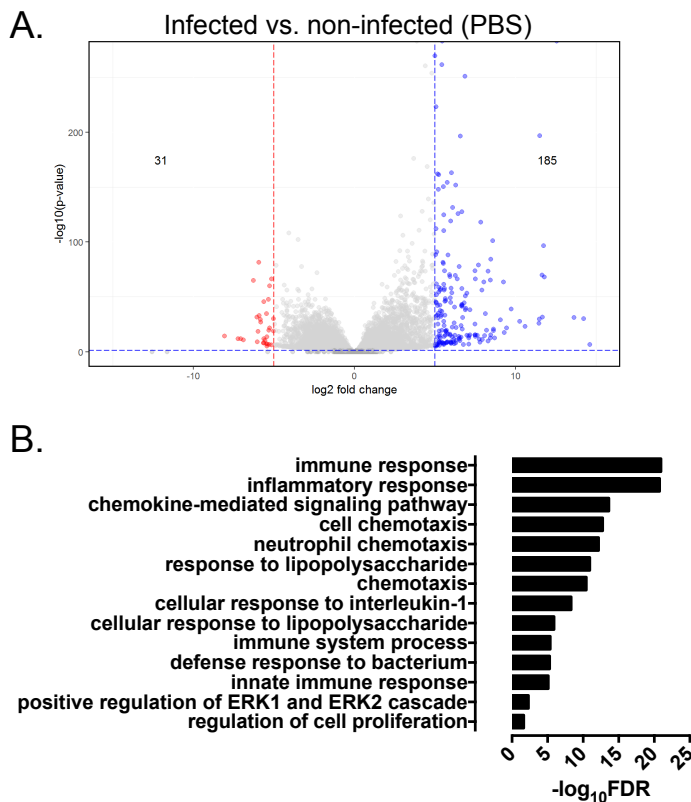 A.
Infected vs. non-infected (PBS)
200
100
0
31
185
-log10(p-value)
-10
0
10
log2 fold change
B.
immune response
inflammatory response
chemokine-mediated signaling pathway
cell chemotaxis
neutrophil chemotaxis
response to lipopolysaccharide
chemotaxis
cellular response to interleukin-1
cellular response to lipopolysaccharide
immune system process
defense response to bacterium
innate immune response
positive regulation of ERK1 and ERK2 cascade
regulation of cell proliferation
0 5 10 15 20 25
-log10FDR